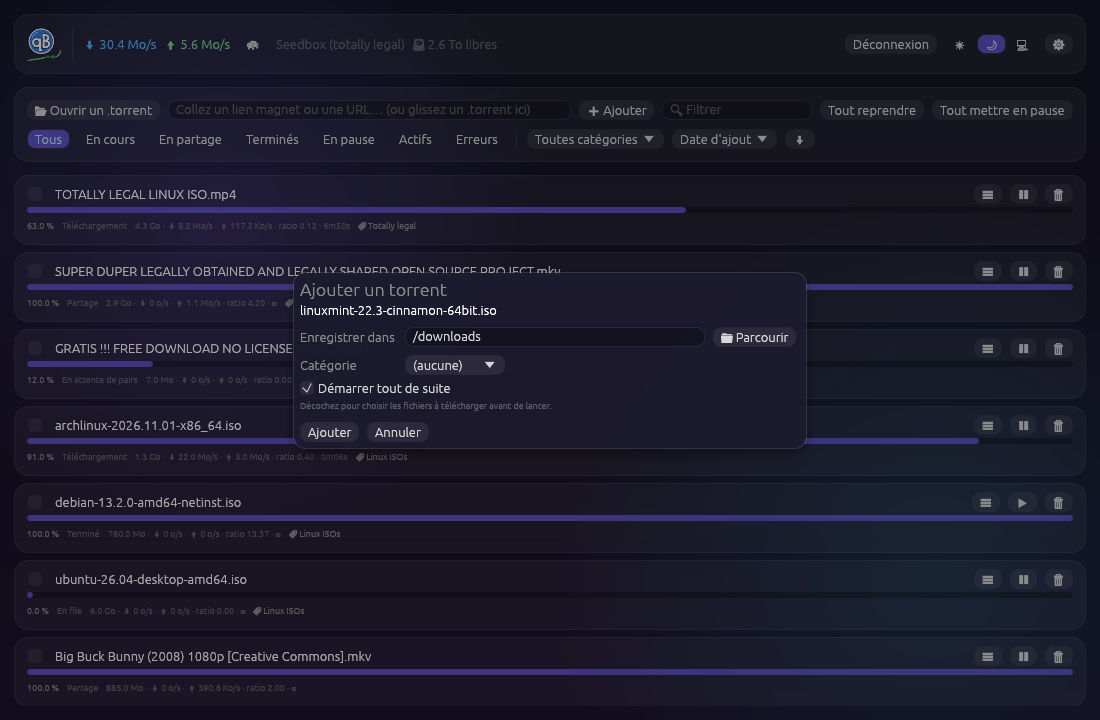 qB 30.4 Mo/s 5.6 Mo/s Seedbox (totally legal) 2.6 To libres Déconnexion
Ouvrir un .torrent Collez un lien magnet ou une URL… (ou glissez un .torrent ici) Ajouter Filtrer Tout reprendre Tout mettre en pause
Tous En cours En partage Terminés En pause Actifs Erreurs Toutes catégories Date d'ajout
TOTALLY LEGAL LINUX ISO.mp4
63.0 % Téléchargement 4.3 Go · 8.2 Mo/s · 117.2 Ko/s · ratio 0.12 · 6m50s Totally legal
SUPER DUPER LEGALLY OBTAINED AND LEGALLY SHARED OPEN SOURCE PROJECT.mkv
100.0 % Partage 2.9 Go · 0 o/s · 1.1 Mo/s · ratio 4.20 · ∞
GRATIS !!! FREE DOWNLOAD NO LICENSE
12.0 % En attente de pairs 7.0 Mo · 0 o/s · 0 o/s · ratio 0.00
Ajouter un torrent
linuxmint-22.3-cinnamon-64bit.iso
Enregistrer dans /downloads Parcourir
Catégorie (aucune)
Démarrer tout de suite
Décochez pour choisir les fichiers à télécharger avant de lancer.
Ajouter Annuler
archlinux-2026.11.01-x86_64.iso
91.0 % Téléchargement 1.3 Go · 22.0 Mo/s · 3.0 Mo/s · ratio 0.40 · 0m06s Linux ISOs
debian-13.2.0-amd64-netinst.iso
100.0 % Terminé 780.0 Mo · 0 o/s · 0 o/s · ratio 13.37 · ∞ Linux ISOs
ubuntu-26.04-desktop-amd64.iso
0.0 % En file 6.0 Go · 0 o/s · 0 o/s · ratio 0.00 · ∞ Linux ISOs
Big Buck Bunny (2008) 1080p [Creative Commons].mkv
100.0 % Partage 885.0 Mo · 0 o/s · 390.6 Ko/s · ratio 2.00 · ∞